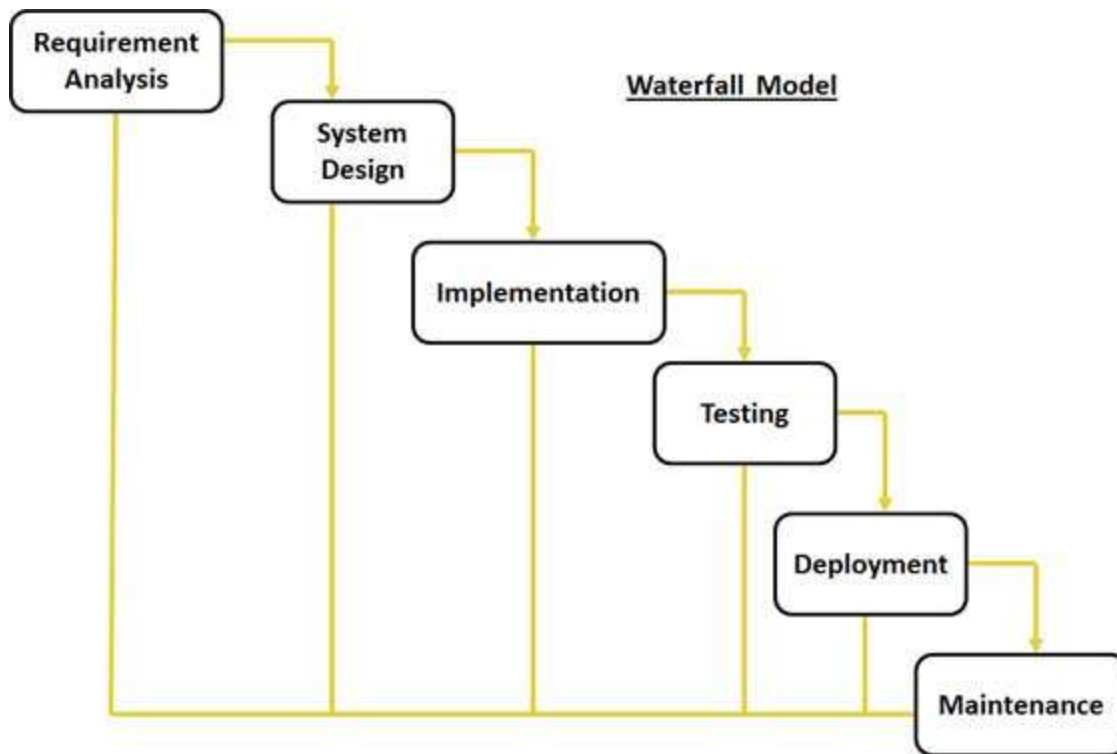 Requirement
Analysis
Waterfall Model
System
Design
Implementation
Testing
Deployment
Maintenance